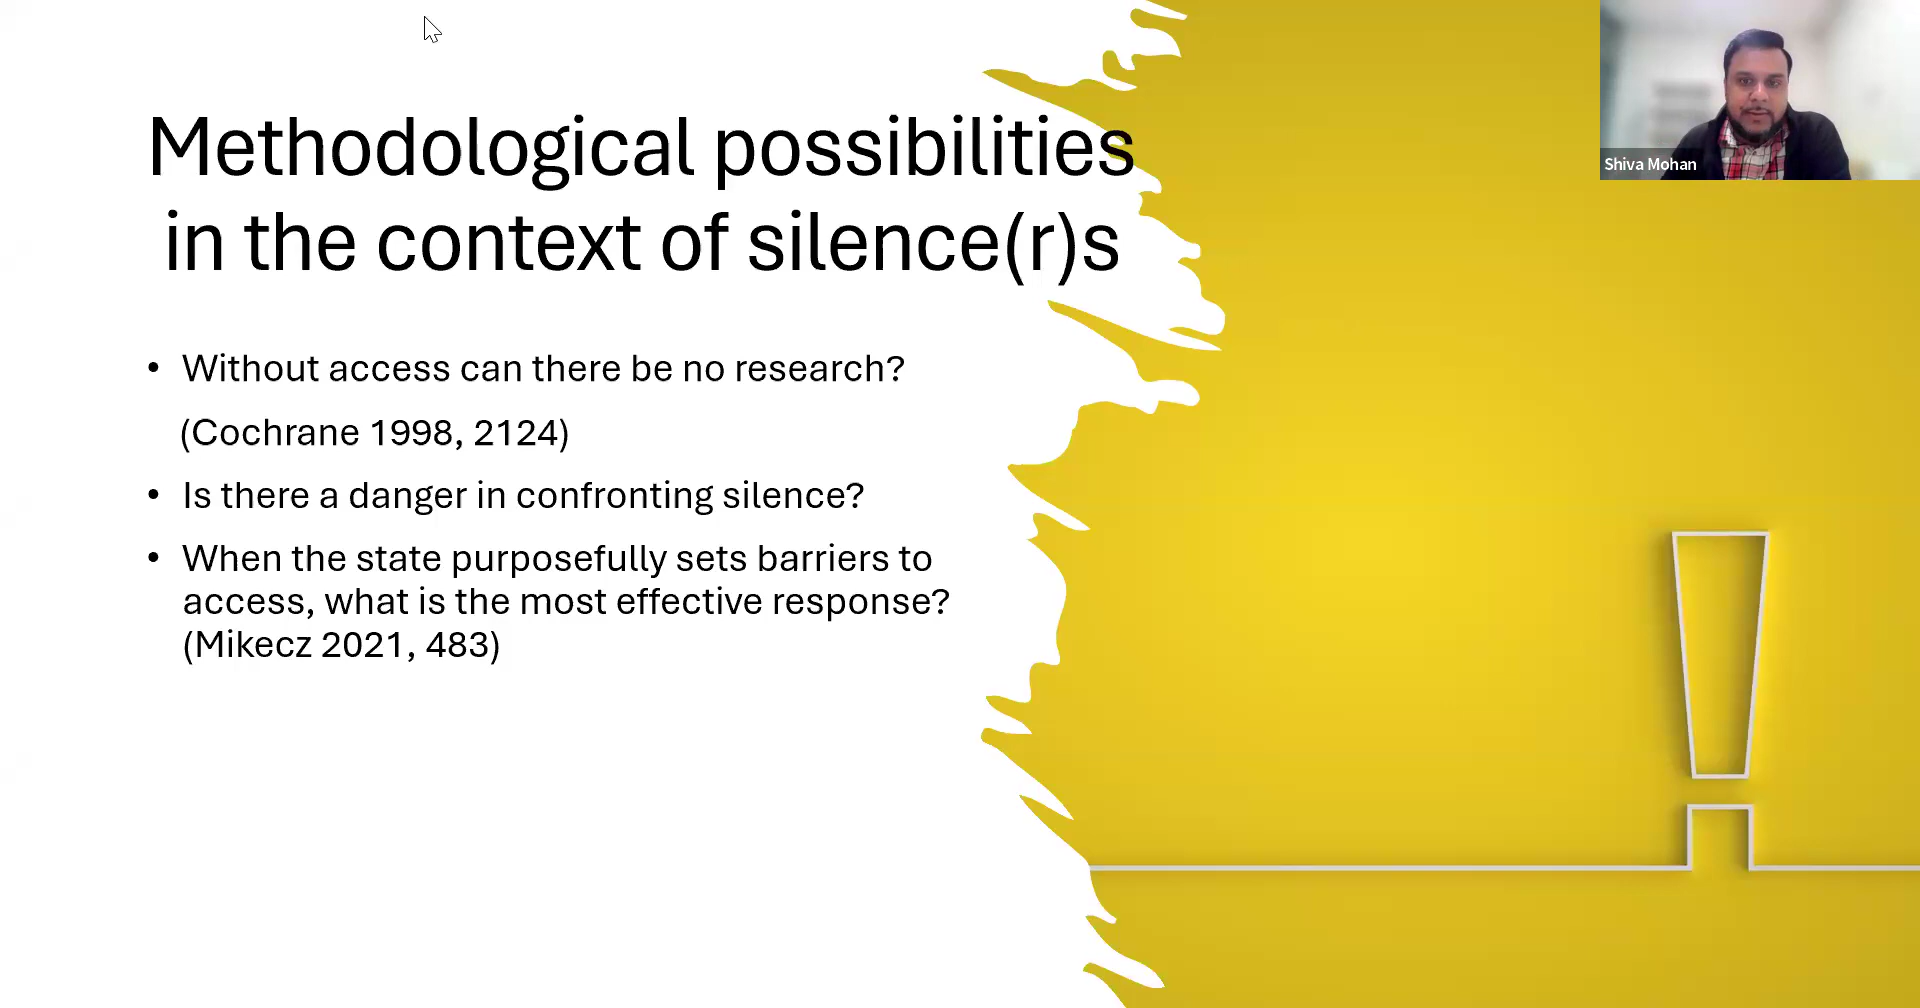 Methodological possibilities
in the context of silence(r)s
• Without access can there be no research?
(Cochrane 1998, 2124)
• Is there a danger in confronting silence?
• When the state purposefully sets barriers to
access, what is the most effective response?
(Mikecz 2021, 483)
Shiva Mohan